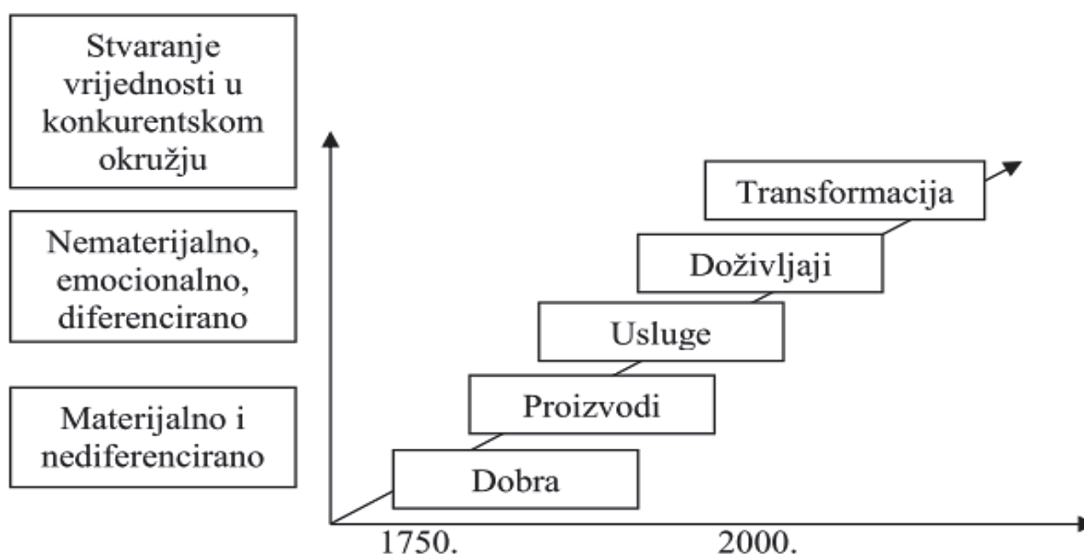 Stvaranje
vrijednosti u
konkurentskom
okružju
Nematerijalno,
emocionalno,
diferencirano
Materijalno i
nediferencirano
Transformacija
Doživljaji
Usluge
Proizvodi
Dobra
1750.
2000.